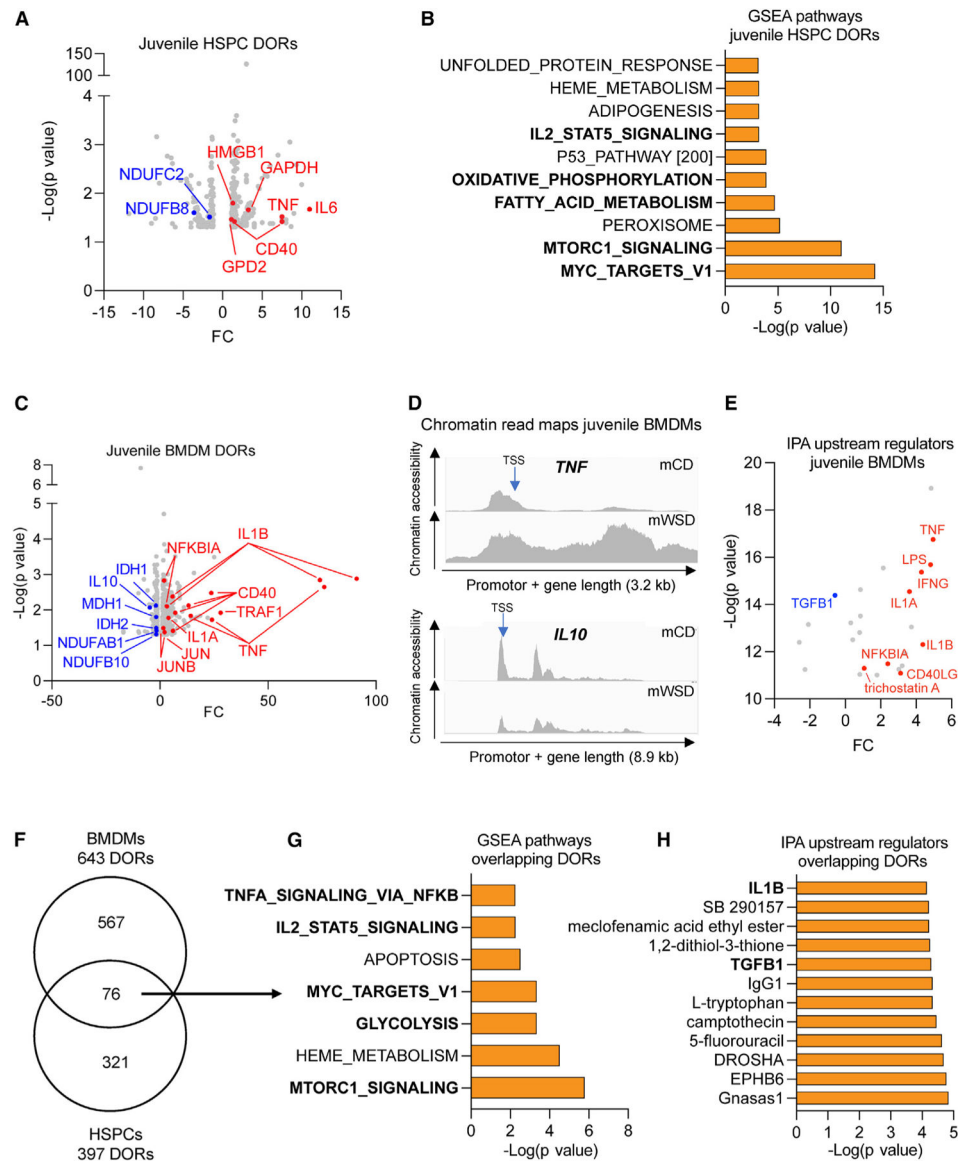 A
Juvenile HSPC DORs
150
100
4
3
2
1
0
-Log(p value)
HMGB1
GAPDH
NDUFC2
NDUFB8
TNF
IL6
CD40
GPD2
-15
-10
-5
0
5
10
15
FC
B
GSEA pathways
juvenile HSPC DORs
UNFOLDED_PROTEIN_RESPONSE
HEME_METABOLISM
ADIPOGENESIS
IL2_STAT5_SIGNALING
P53_PATHWAY [200]
OXIDATIVE_PHOSPHORYLATION
FATTY_ACID_METABOLISM
PEROXISOME
MTORC1_SIGNALING
MYC_TARGETS_V1
0
5
10
15
-Log(p value)
C
Juvenile BMDM DORs
8
6
5
4
3
2
1
0
-Log(p value)
NFKBIA
IL1B
IDH1
IL10
MDH1
IDH2
NDUFAB1
NDUFB10
CD40
TRAF1
IL1A
TNF
JUN
JUNB
-50
0
50
100
FC
D
Chromatin read maps juvenile BMDMs
Chromatin accessibility
TSS
TNF
mCD
mWSD
Promotor + gene length (3.2 kb)
Chromatin accessibility
TSS
IL10
mCD
mWSD
Promotor + gene length (8.9 kb)
E
IPA upstream regulators
juvenile BMDMs
20
18
16
14
12
10
-Log(p value)
TNF
LPS
IFNG
TGFB1
IL1A
IL1B
NFKBIA
CD40LG
trichostatin A
-4
-2
0
2
4
6
FC
F
BMDMs
643 DORs
567
76
321
HSPCs
397 DORs
G
GSEA pathways
overlapping DORs
TNFA_SIGNALING_VIA_NFKB
IL2_STAT5_SIGNALING
APOPTOSIS
MYC_TARGETS_V1
GLYCOLYSIS
HEME_METABOLISM
MTORC1_SIGNALING
0
2
4
6
8
-Log(p value)
H
IPA upstream regulators
overlapping DORs
IL1B
SB 290157
meclofenamic acid ethyl ester
1,2-dithiol-3-thione
TGFB1
IgG1
L-tryptophan
camptothecin
5-fluorouracil
DROSHA
EPHB6
Gnasas1
0
1
2
3
4
5
-Log(p value)